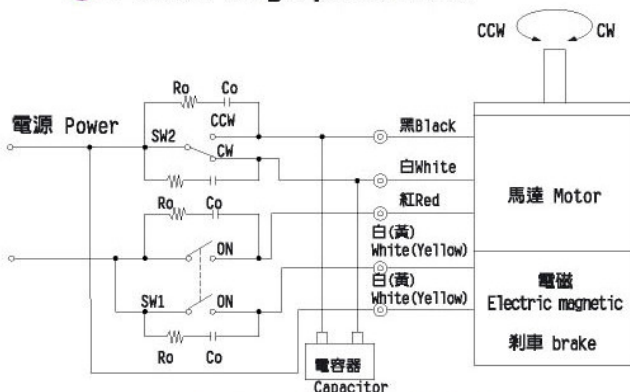 CCW CW
Ro Co
電源 Power
SW2
CCW
CW
黑Black
白White
紅Red
馬達 Motor
Ro Co
ON
白(黃)
White(Yellow)
SW1
ON
白(黃)
White(Yellow)
電磁
Electric magnetic
剎車 brake
Ro Co
電容器
Capacitor